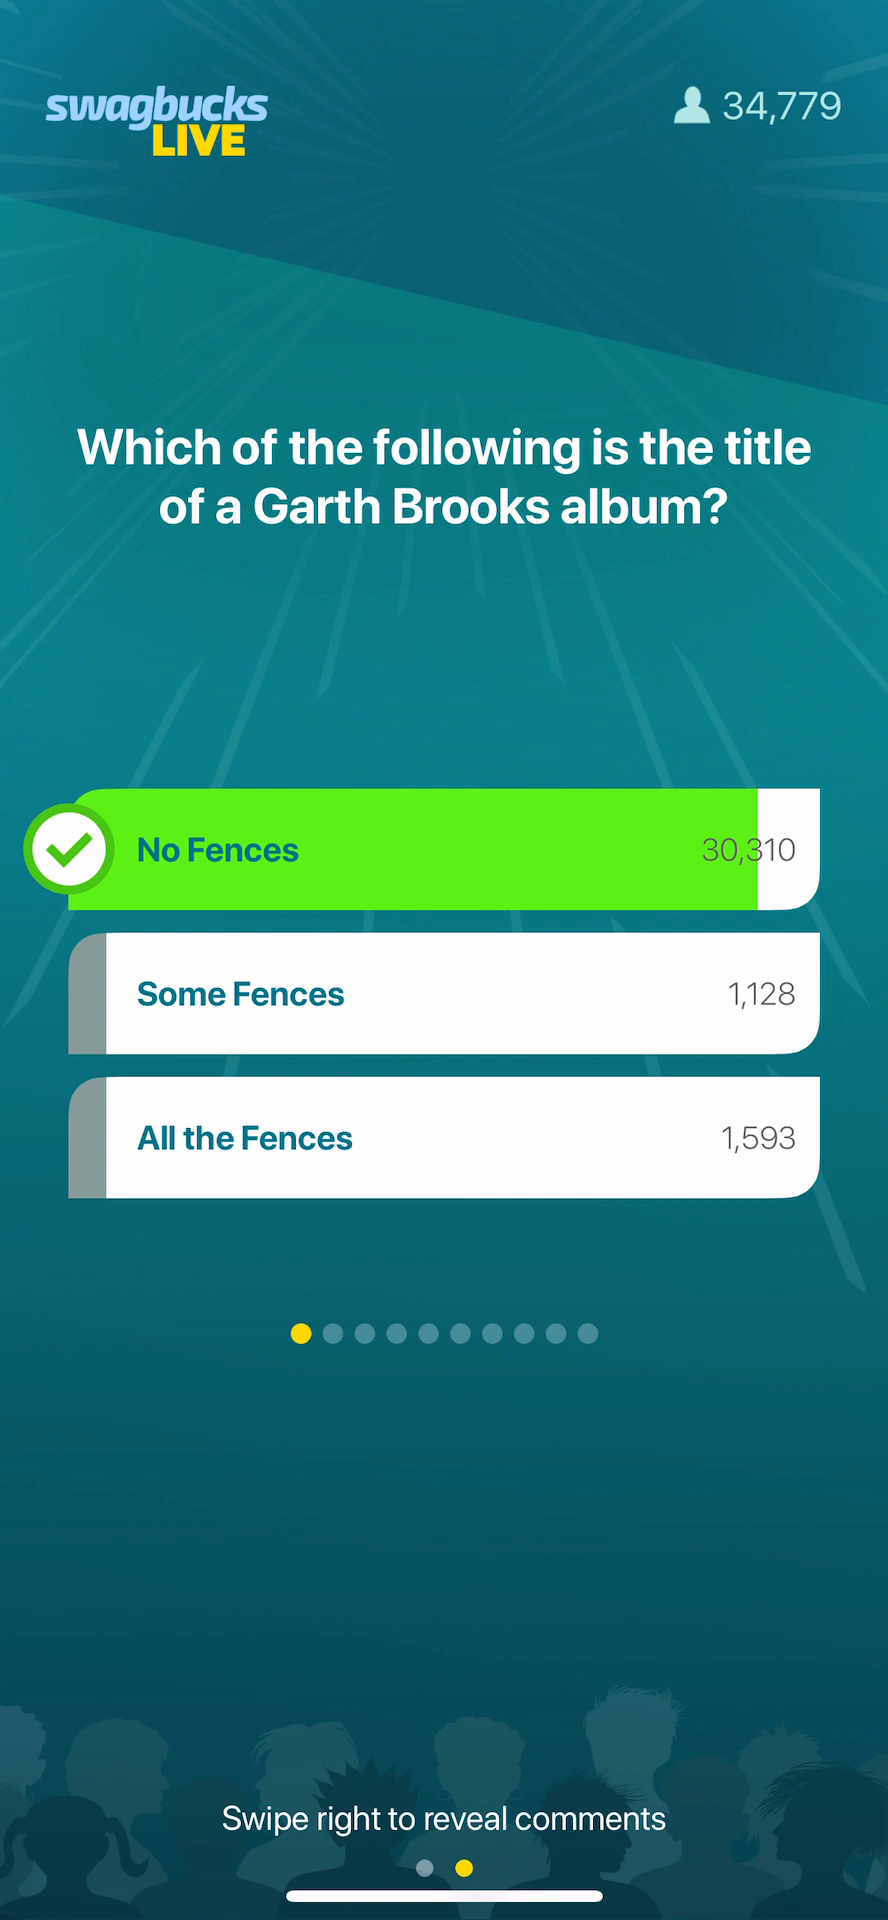 swagbucks
LIVE
34,779
Which of the following is the title
of a Garth Brooks album?
No Fences 30,310
Some Fences 1,128
All the Fences 1,593
Swipe right to reveal comments